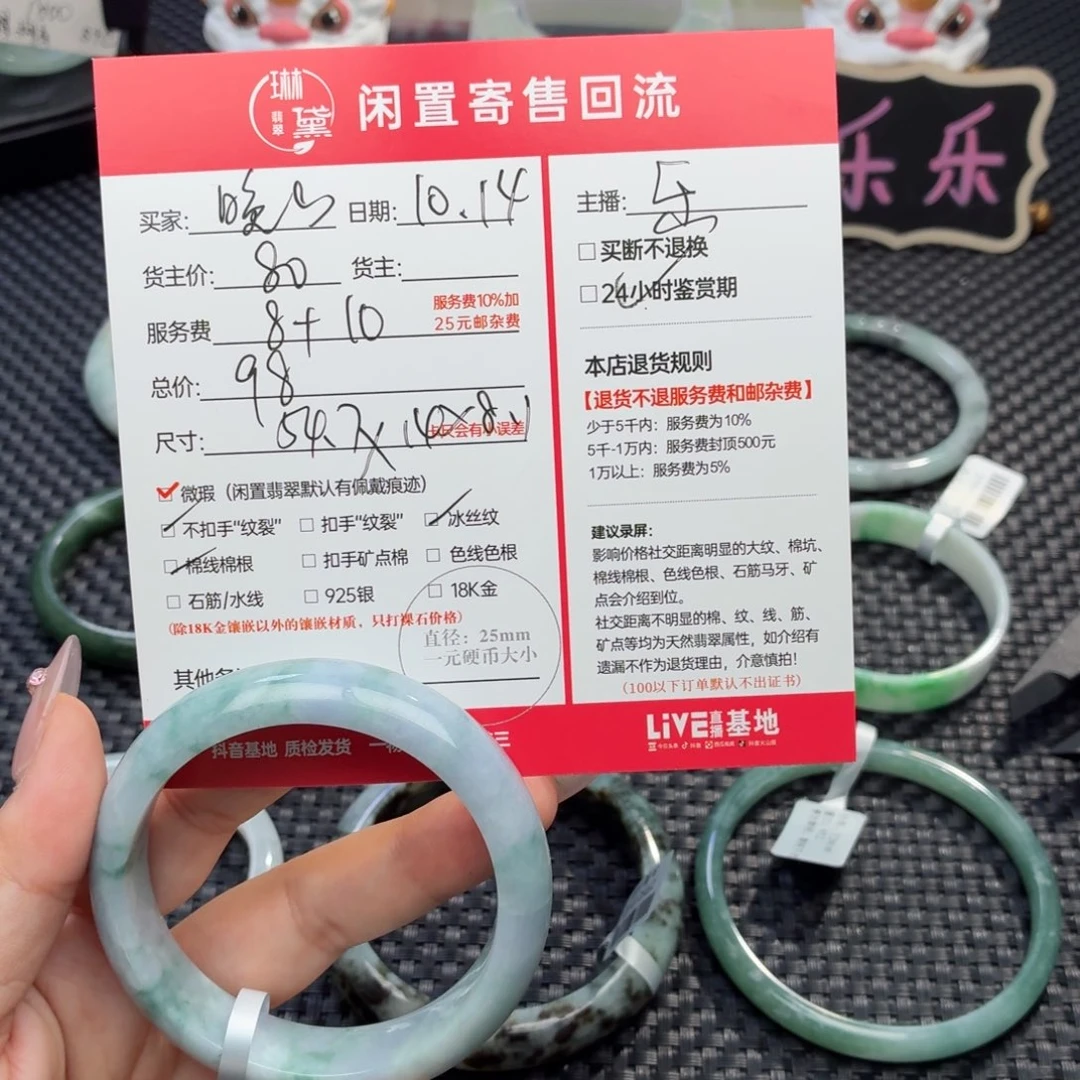 琳
翡翠
黛
闲置寄售回流
买家: 晓山 日期: 10.14
货主价: 80 货主:
服务费 8+10 服务费10%加
25元邮杂费
总价: 98
尺寸: 54.7×14×8.1
微瑕（闲置翡翠默认有佩戴痕迹）
不扣手"纹裂" 扣手"纹裂" 冰丝纹
棉线棉根 扣手矿点棉 色线色根
石筋/水线 925银 18K金
(除18K金镶嵌以外的镶嵌材质，只打裸石价格)
直径：25mm
一元硬币大小
抖音基地 质检发货
主播: 乐
买断不退换
24小时鉴赏期
本店退货规则
【退货不退服务费和邮杂费】
少于5千内：服务费为10%
5千-1万内：服务费封顶500元
1万以上：服务费为5%
建议录屏：
影响价格社交距离明显的大纹、棉坑、
棉线棉根、色线色根、石筋马牙、矿
点会介绍到位。
社交距离不明显的棉、纹、线、筋、
矿点等均为天然翡翠属性，如介绍有
遗漏不作为退货理由，介意慎拍！
（100以下订单默认不出证书）
LiVE直播基地
乐乐